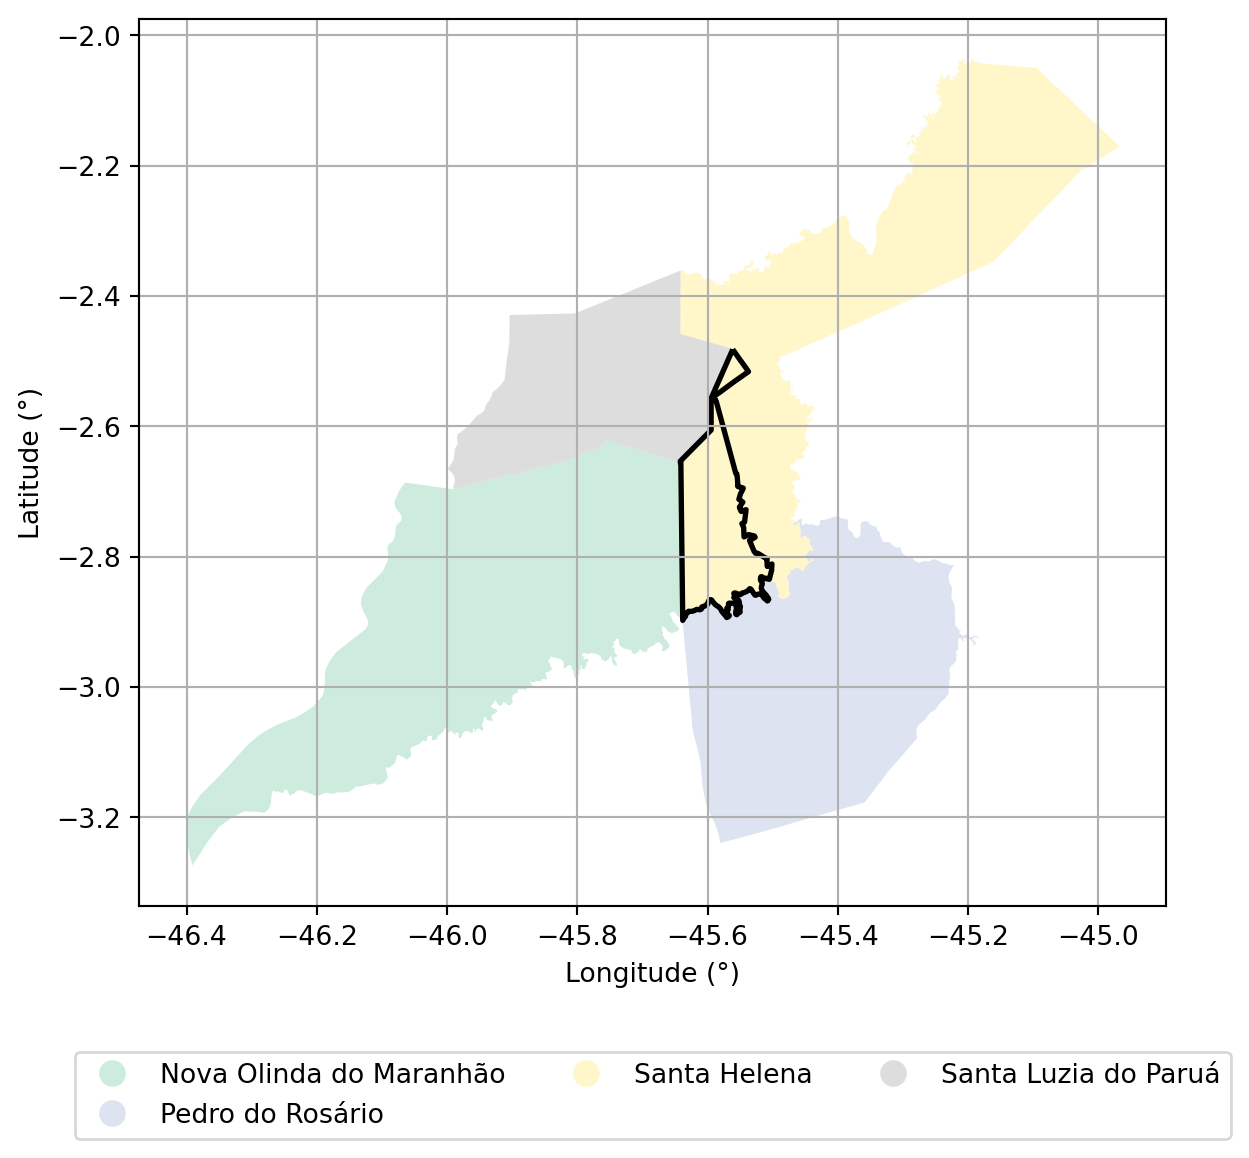 −2.0
−2.2
−2.4
−2.6
−2.8
−3.0
−3.2
Latitude (°)
−46.4 −46.2 −46.0 −45.8 −45.6 −45.4 −45.2 −45.0
Longitude (°)
Nova Olinda do Maranhão Santa Helena Santa Luzia do Paruá
Pedro do Rosário